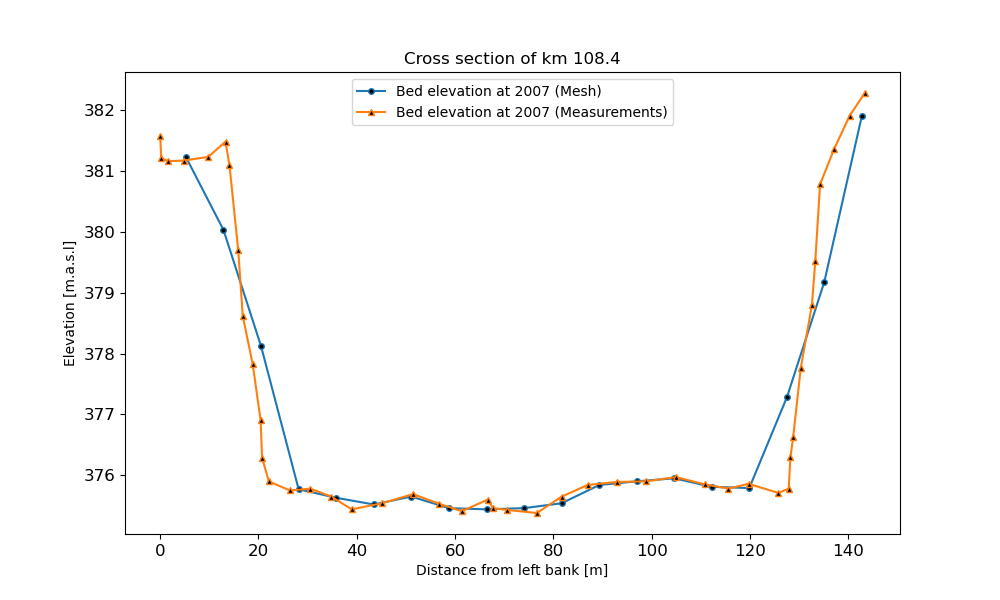 Cross section of km 108.4
Bed elevation at 2007 (Mesh)
Bed elevation at 2007 (Measurements)
Elevation [m.a.s.l]
382
381
380
379
378
377
376
0 20 40 60 80 100 120 140
Distance from left bank [m]